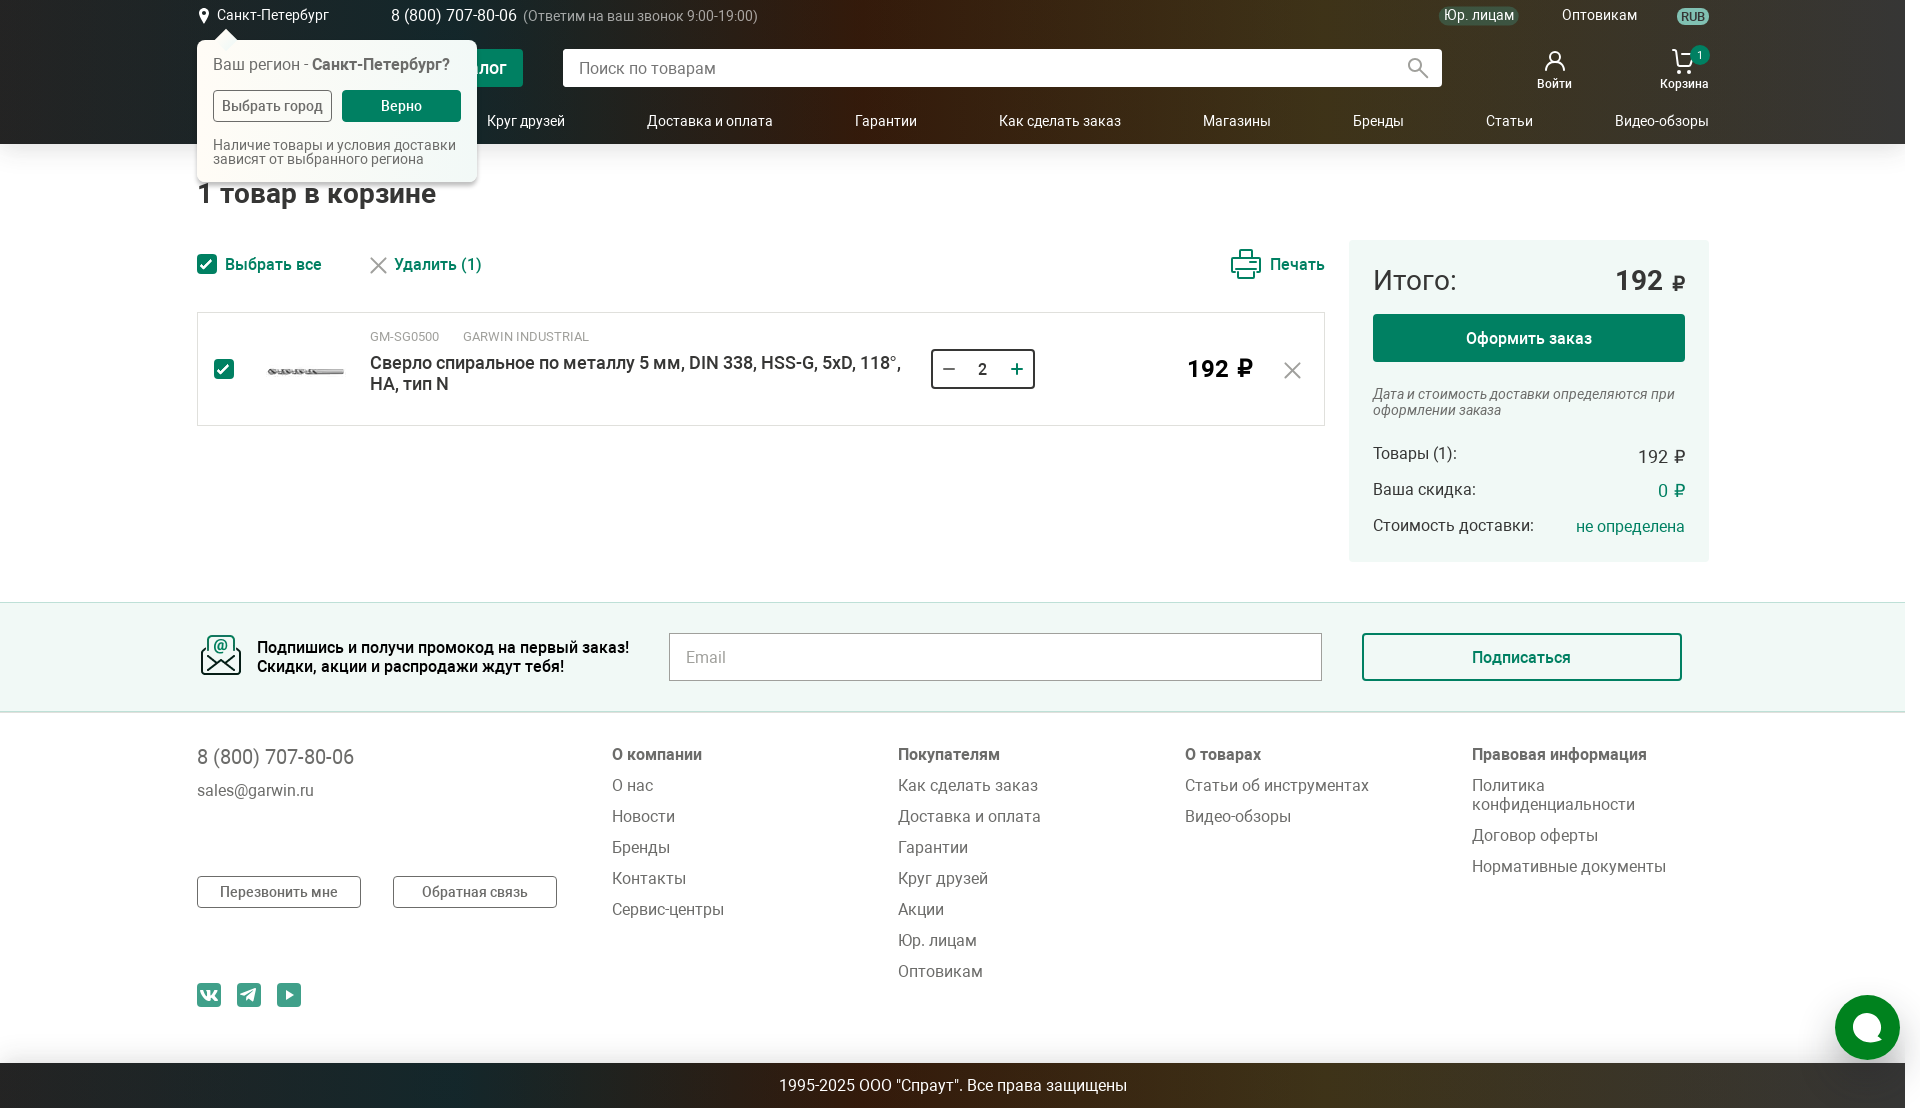 Санкт-Петербург
8 (800) 707-80-06 (Ответим на ваш звонок 9:00-19:00)
Юр. лицам
Оптовикам
RUB
Ваш регион - Санкт-Петербург?
Выбрать город
Верно
Наличие товары и условия доставки
зависят от выбранного региона
лог
Поиск по товарам
Войти
1
Корзина
Круг друзей
Доставка и оплата
Гарантии
Как сделать заказ
Магазины
Бренды
Статьи
Видео-обзоры
1 товар в корзине
Выбрать все
Удалить (1)
Печать
GM-SG0500
GARWIN INDUSTRIAL
Сверло спиральное по металлу 5 мм, DIN 338, HSS-G, 5xD, 118°,
HA, тип N
2
192 ₽
Итого:
192 ₽
Оформить заказ
Дата и стоимость доставки определяются при
оформлении заказа
Товары (1):
192 ₽
Ваша скидка:
0 ₽
Стоимость доставки:
не определена
Подпишись и получи промокод на первый заказ!
Скидки, акции и распродажи ждут тебя!
Email
Подписаться
8 (800) 707-80-06
sales@garwin.ru
Перезвонить мне
Обратная связь
О компании
О нас
Новости
Бренды
Контакты
Сервис-центры
Покупателям
Как сделать заказ
Доставка и оплата
Гарантии
Круг друзей
Акции
Юр. лицам
Оптовикам
О товарах
Статьи об инструментах
Видео-обзоры
Правовая информация
Политика
конфиденциальности
Договор оферты
Нормативные документы
1995-2025 ООО "Спраут". Все права защищены